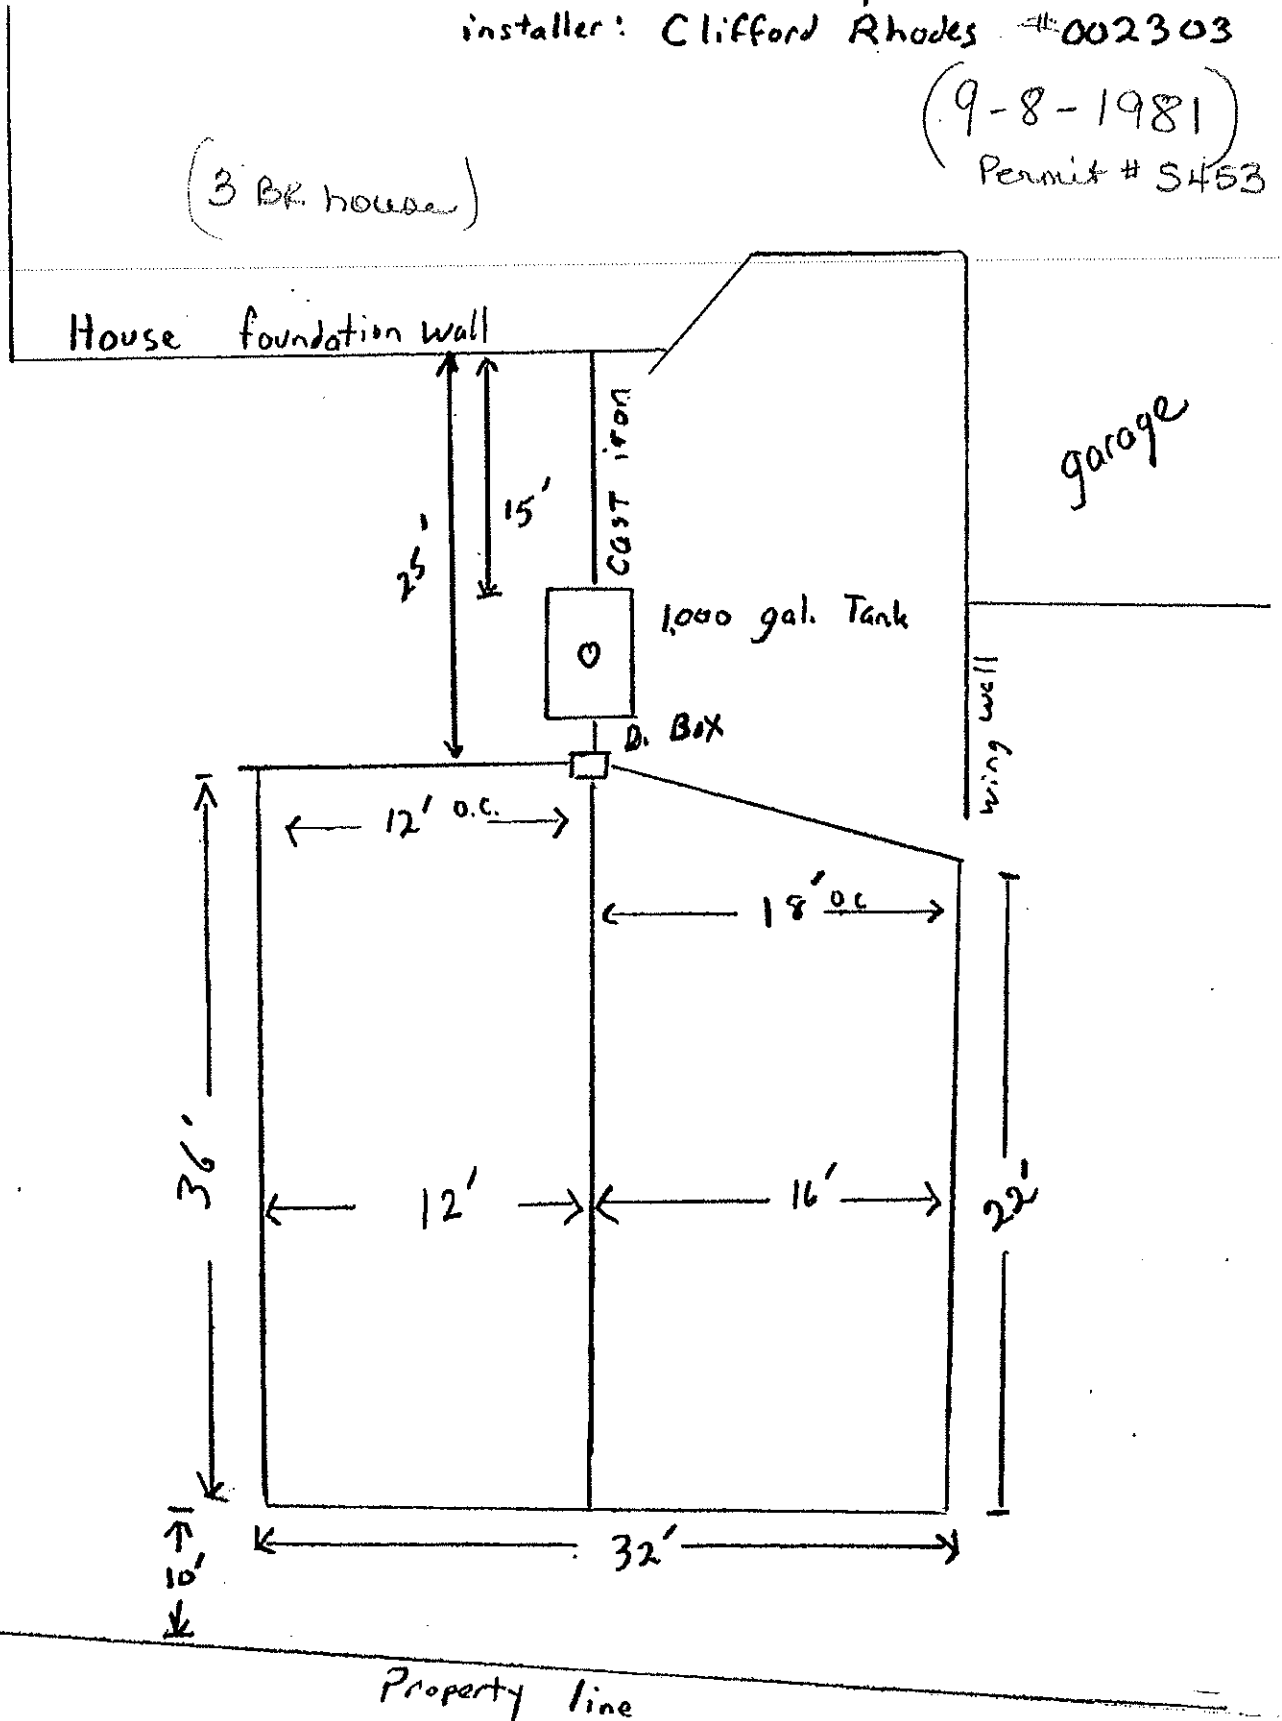 installer: Clifford Rhodes #002303
(9-8-1981)
Permit # S453
(3 BR. house)
House foundation wall
garage
Cast iron
15'
25'
1,000 gal. Tank
wing wall
D. Box
12' o.c.
18' o.c
36'
12'
16'
22'
32'
10'
Property line